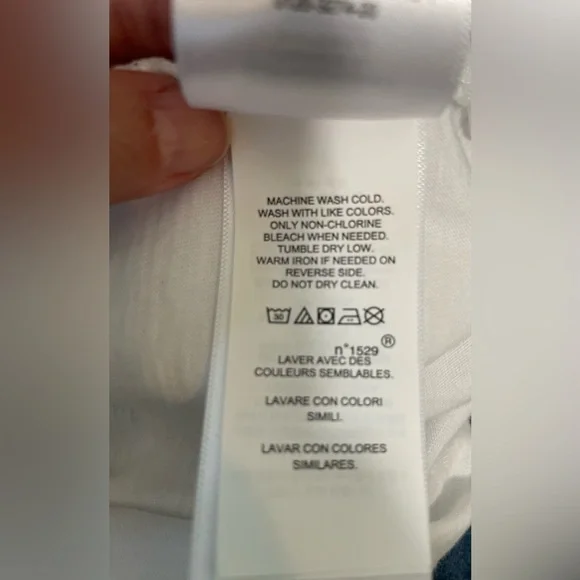 MACHINE WASH COLD.
WASH WITH LIKE COLORS.
ONLY NON-CHLORINE
BLEACH WHEN NEEDED.
TUMBLE DRY LOW.
WARM IRON IF NEEDED ON
REVERSE SIDE.
DO NOT DRY CLEAN.
30
n°1529®
LAVER AVEC DES
COULEURS SEMBLABLES.
LAVARE CON COLORI
SIMILI.
LAVAR CON COLORES
SIMILARES.